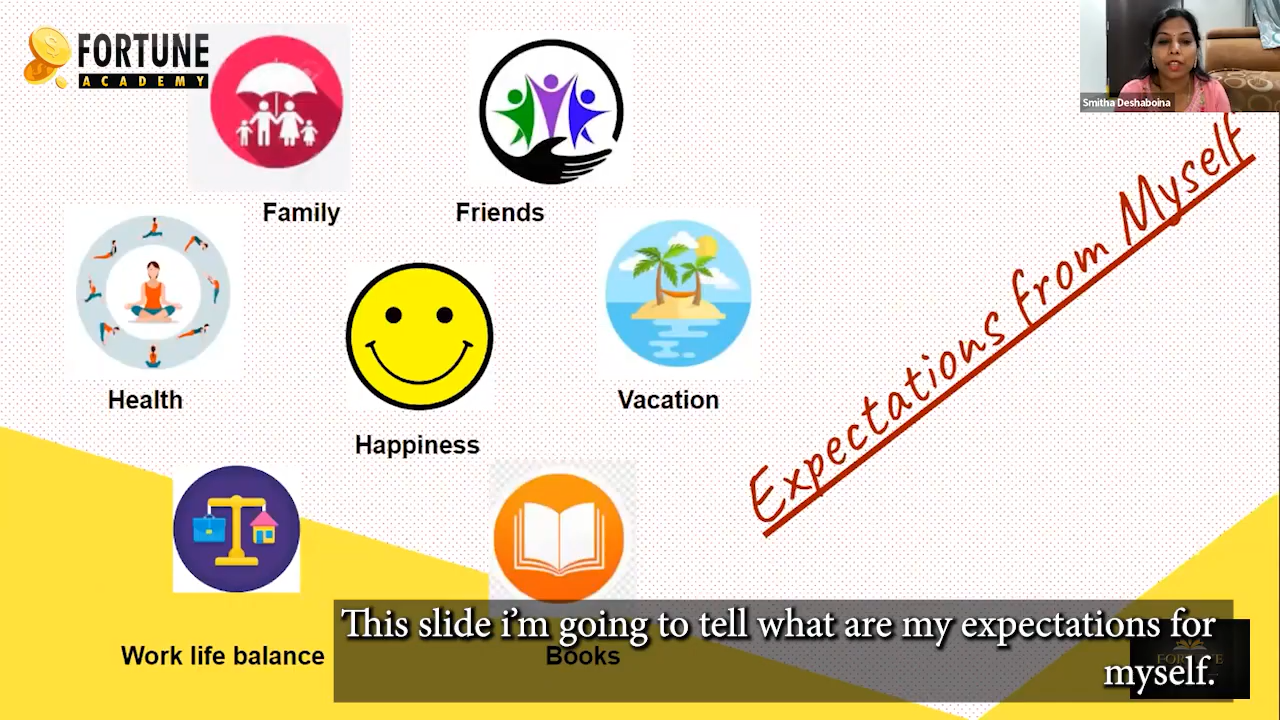 FORTUNE
ACADEMY
Smitha Deshaboina
Expectations from Myself
Family
Friends
Health
Happiness
Vacation
Work life balance
Books
This slide i'm going to tell what are my expectations for
myself.